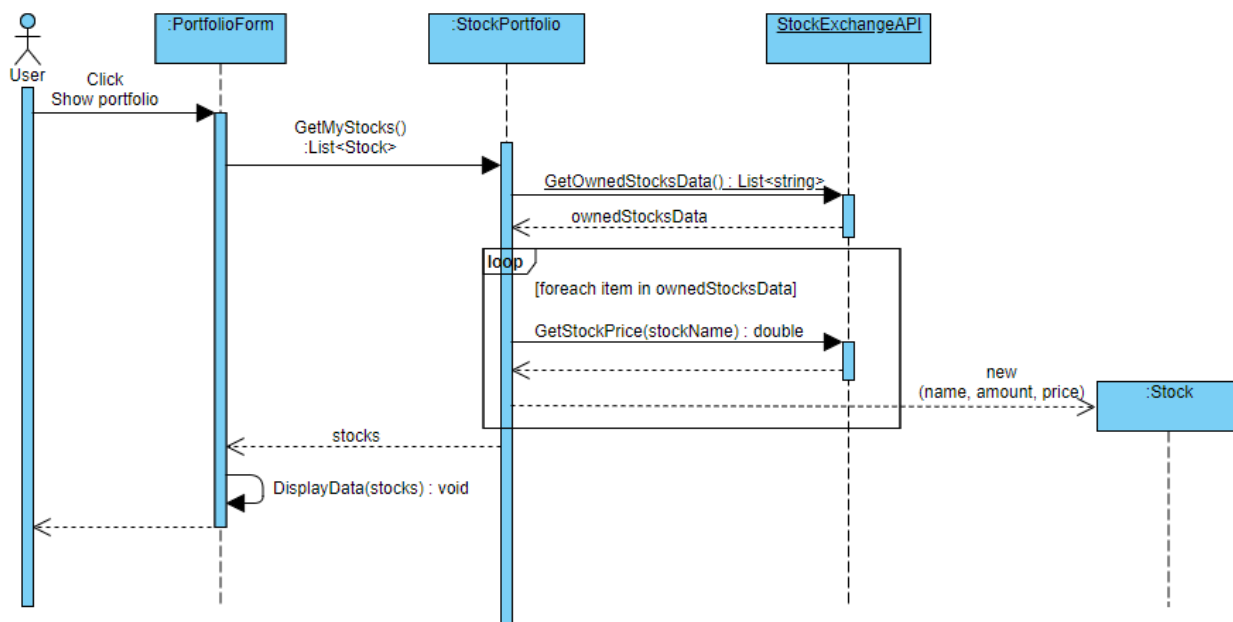 :PortfolioForm
:StockPortfolio
StockExchangeAPI
User
Click
Show portfolio
GetMyStocks()
:List<Stock>
GetOwnedStocksData() : List<string>
ownedStocksData
loop
[foreach item in ownedStocksData]
GetStockPrice(stockName) : double
new
(name, amount, price)
:Stock
stocks
DisplayData(stocks) : void